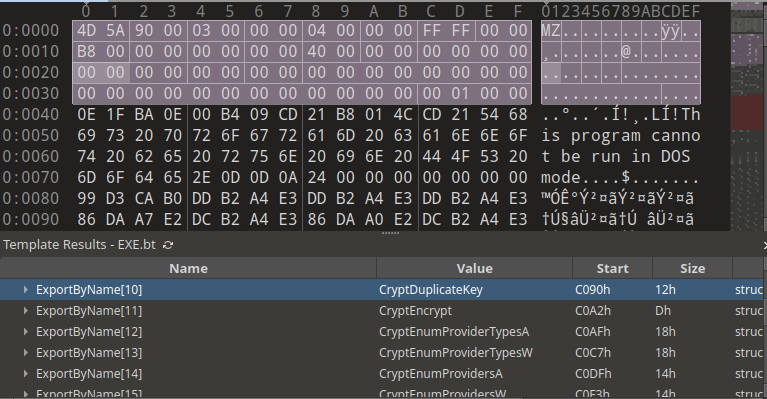 0 1 2 3 4 5 6 7 8 9 A B C D E F 0123456789ABCDEF
0:0000 4D 5A 90 00 03 00 00 00 04 00 00 00 FF FF 00 00 MZ..........ÿÿ..
0:0010 B8 00 00 00 00 00 00 00 40 00 00 00 00 00 00 00 ¸.......@.......
0:0020 00 00 00 00 00 00 00 00 00 00 00 00 00 00 00 00 ................
0:0030 00 00 00 00 00 00 00 00 00 00 00 00 00 01 00 00 ................
0:0040 0E 1F BA 0E 00 B4 09 CD 21 B8 01 4C CD 21 54 68 ..º..´.Í!¸.LÍ!Th
0:0050 69 73 20 70 72 6F 67 72 61 6D 20 63 61 6E 6E 6F is program canno
0:0060 74 20 62 65 20 72 75 6E 20 69 6E 20 44 4F 53 20 t be run in DOS
0:0070 6D 6F 64 65 2E 0D 0D 0A 24 00 00 00 00 00 00 00 mode....$.......
0:0080 99 D3 CA B0 DD B2 A4 E3 DD B2 A4 E3 DD B2 A4 E3 ™ÓÊ°Ý²¤ãÝ²¤ãÝ²¤ã
0:0090 86 DA A7 E2 DC B2 A4 E3 86 DA A0 E2 DC B2 A4 E3 †Ú§âÜ²¤ã†Ú âÜ²¤ã
Template Results - EXE.bt
Name Value Start Size
ExportByName[10] CryptDuplicateKey C090h 12h struc
ExportByName[11] CryptEncrypt C0A2h Dh struc
ExportByName[12] CryptEnumProviderTypesA C0AFh 18h struc
ExportByName[13] CryptEnumProviderTypesW C0C7h 18h struc
ExportByName[14] CryptEnumProvidersA C0DFh 14h struc
ExportByName[15] CryptEnumProvidersW C0F3h 14h struc